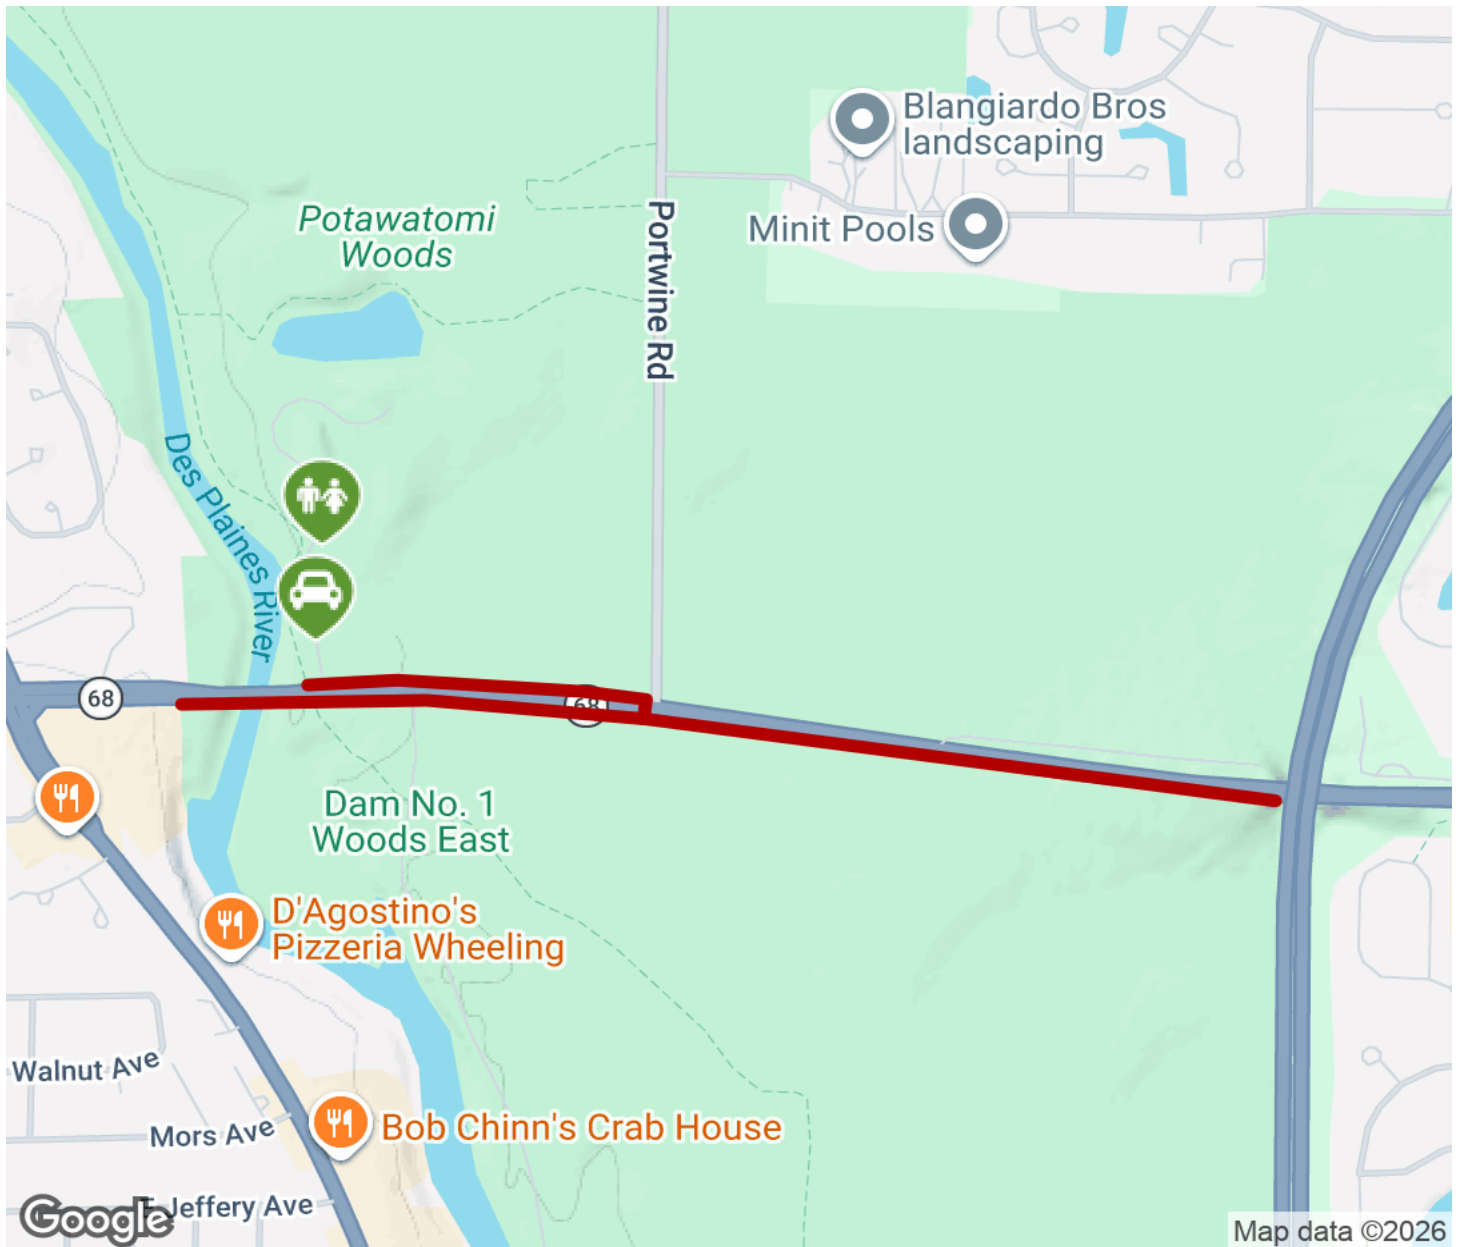 Blangiardo Bros
landscaping
Potawatomi
Woods
Portwine Rd
Minit Pools
Des Plaines River
68
68
Dam No. 1
Woods East
D'Agostino's
Pizzeria Wheeling
Walnut Ave
Mors Ave
Bob Chinn's Crab House
E Jeffery Ave
Google
Map data ©2026